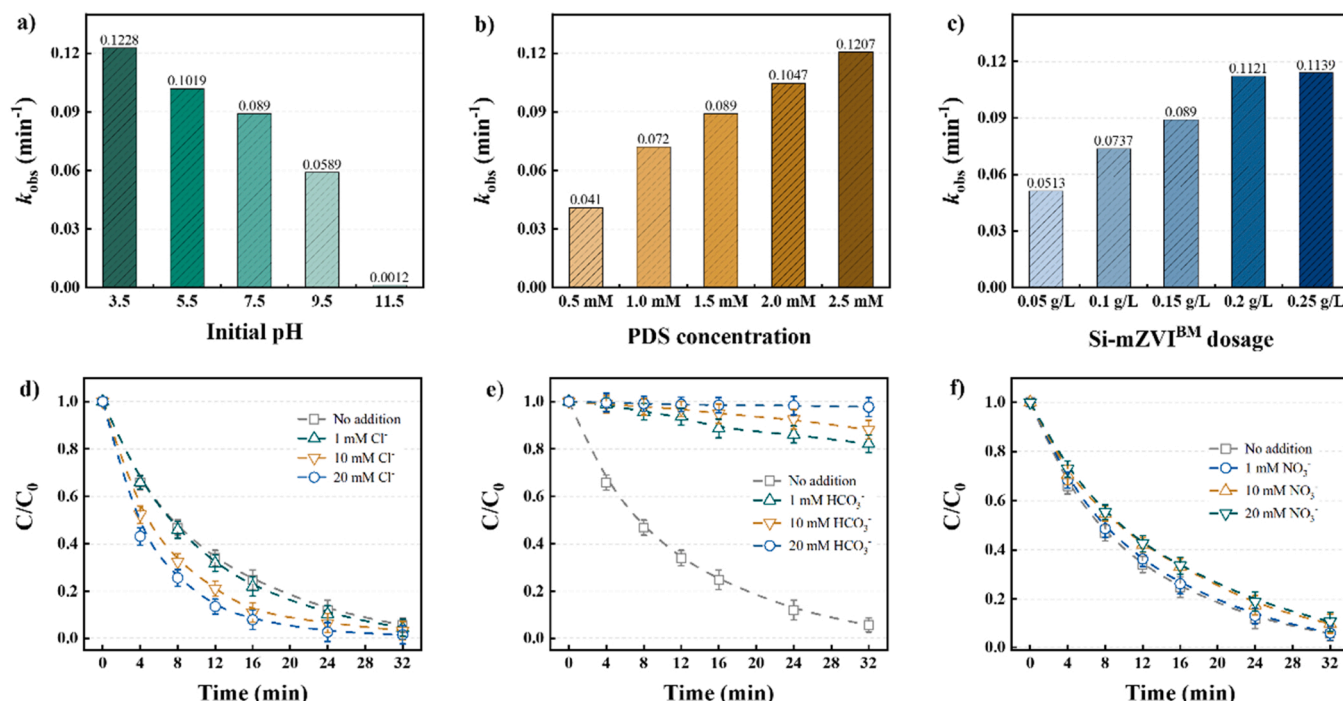 a)
0.1228
0.1019
0.089
0.0589
0.0012
0.12
0.09
0.06
0.03
0.00
k_obs (min⁻¹)
3.5 5.5 7.5 9.5 11.5
Initial pH
b)
0.041
0.072
0.089
0.1047
0.1207
0.12
0.09
0.06
0.03
0.00
k_obs (min⁻¹)
0.5 mM 1.0 mM 1.5 mM 2.0 mM 2.5 mM
PDS concentration
c)
0.0513
0.0737
0.089
0.1121
0.1139
0.12
0.09
0.06
0.03
0.00
k_obs (min⁻¹)
0.05 g/L 0.1 g/L 0.15 g/L 0.2 g/L 0.25 g/L
Si-mZVIᴮᴹ dosage
d)
1.0
0.8
0.6
0.4
0.2
0.0
C/C₀
No addition
1 mM Cl⁻
10 mM Cl⁻
20 mM Cl⁻
0 4 8 12 16 20 24 28 32
Time (min)
e)
1.0
0.8
0.6
0.4
0.2
0.0
C/C₀
No addition
1 mM HCO₃⁻
10 mM HCO₃⁻
20 mM HCO₃⁻
0 4 8 12 16 20 24 28 32
Time (min)
f)
1.0
0.8
0.6
0.4
0.2
0.0
C/C₀
No addition
1 mM NO₃⁻
10 mM NO₃⁻
20 mM NO₃⁻
0 4 8 12 16 20 24 28 32
Time (min)